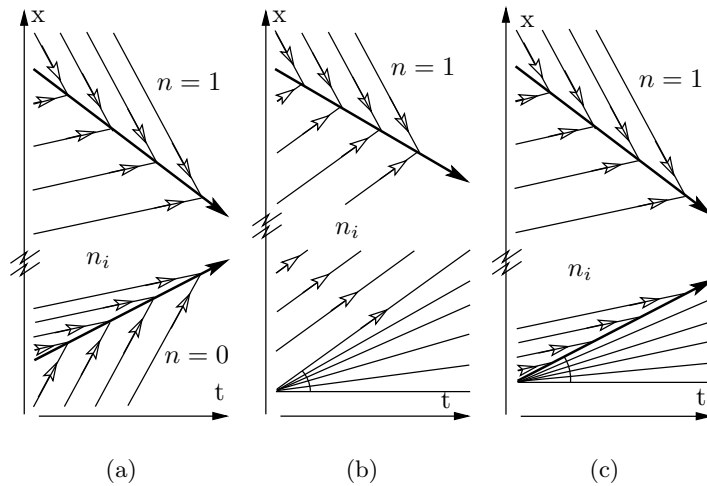 x
n = 1
n_i
n = 0
t
(a)
x
n = 1
n_i
t
(b)
x
n = 1
n_i
t
(c)